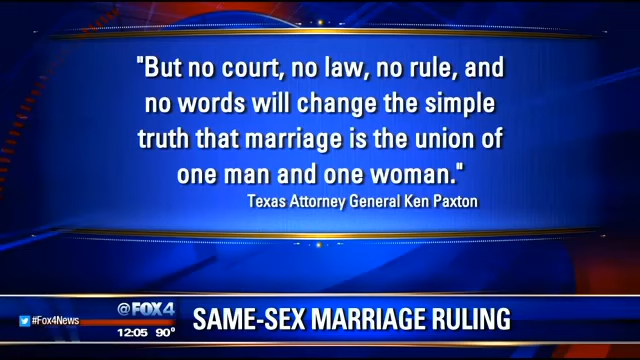 "But no court, no law, no rule, and
no words will change the simple
truth that marriage is the union of
one man and one woman."
Texas Attorney General Ken Paxton
@FOX4
#Fox4News
12:05 90°
SAME-SEX MARRIAGE RULING